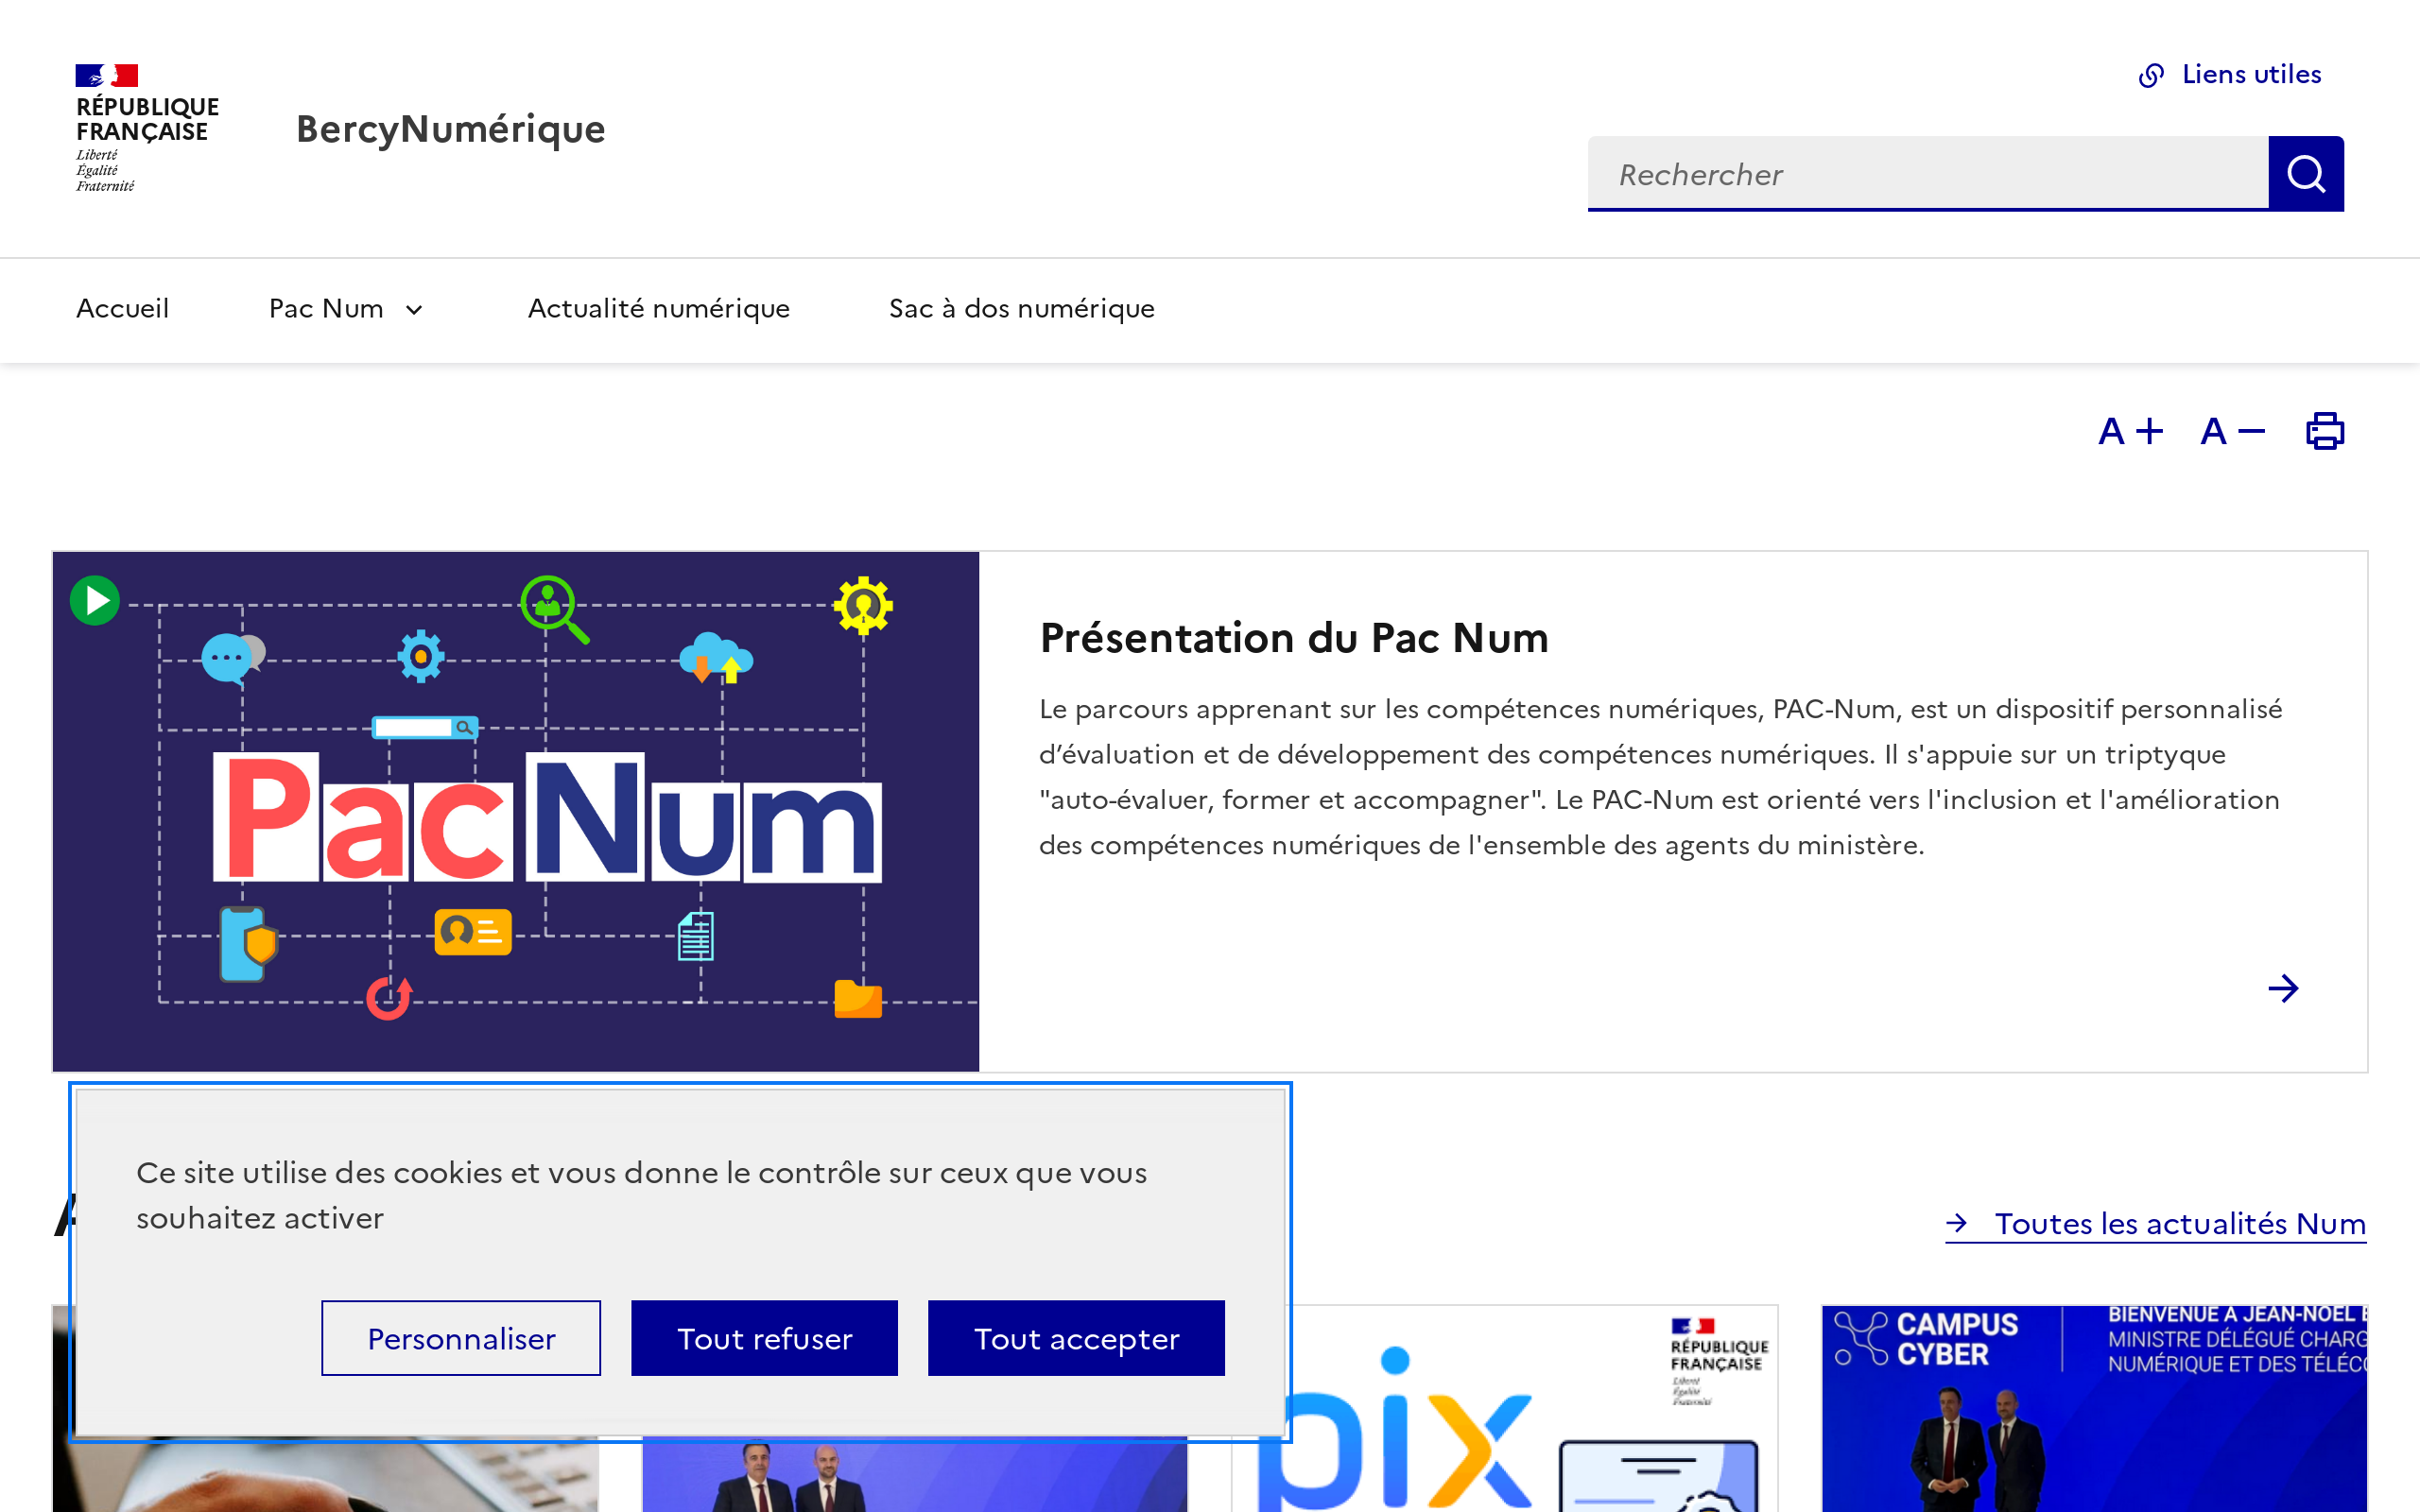 RÉPUBLIQUE
FRANÇAISE
Liberté
Égalité
Fraternité
BercyNumérique
Liens utiles
Rechercher
Accueil
Pac Num
Actualité numérique
Sac à dos numérique
A +
A −
Pac Num
Présentation du Pac Num
Le parcours apprenant sur les compétences numériques, PAC-Num, est un dispositif personnalisé
d’évaluation et de développement des compétences numériques. Il s'appuie sur un triptyque
"auto-évaluer, former et accompagner". Le PAC-Num est orienté vers l'inclusion et l'amélioration
des compétences numériques de l'ensemble des agents du ministère.
Ce site utilise des cookies et vous donne le contrôle sur ceux que vous
souhaitez activer
Personnaliser
Tout refuser
Tout accepter
Toutes les actualités Num
pix
RÉPUBLIQUE
FRANÇAISE
Liberté
Égalité
Fraternité
CAMPUS
CYBER
BIENVENUE A JEAN-NOEL
MINISTRE DÉLÉGUÉ CHARG
NUMÉRIQUE ET DES TÉLÉC